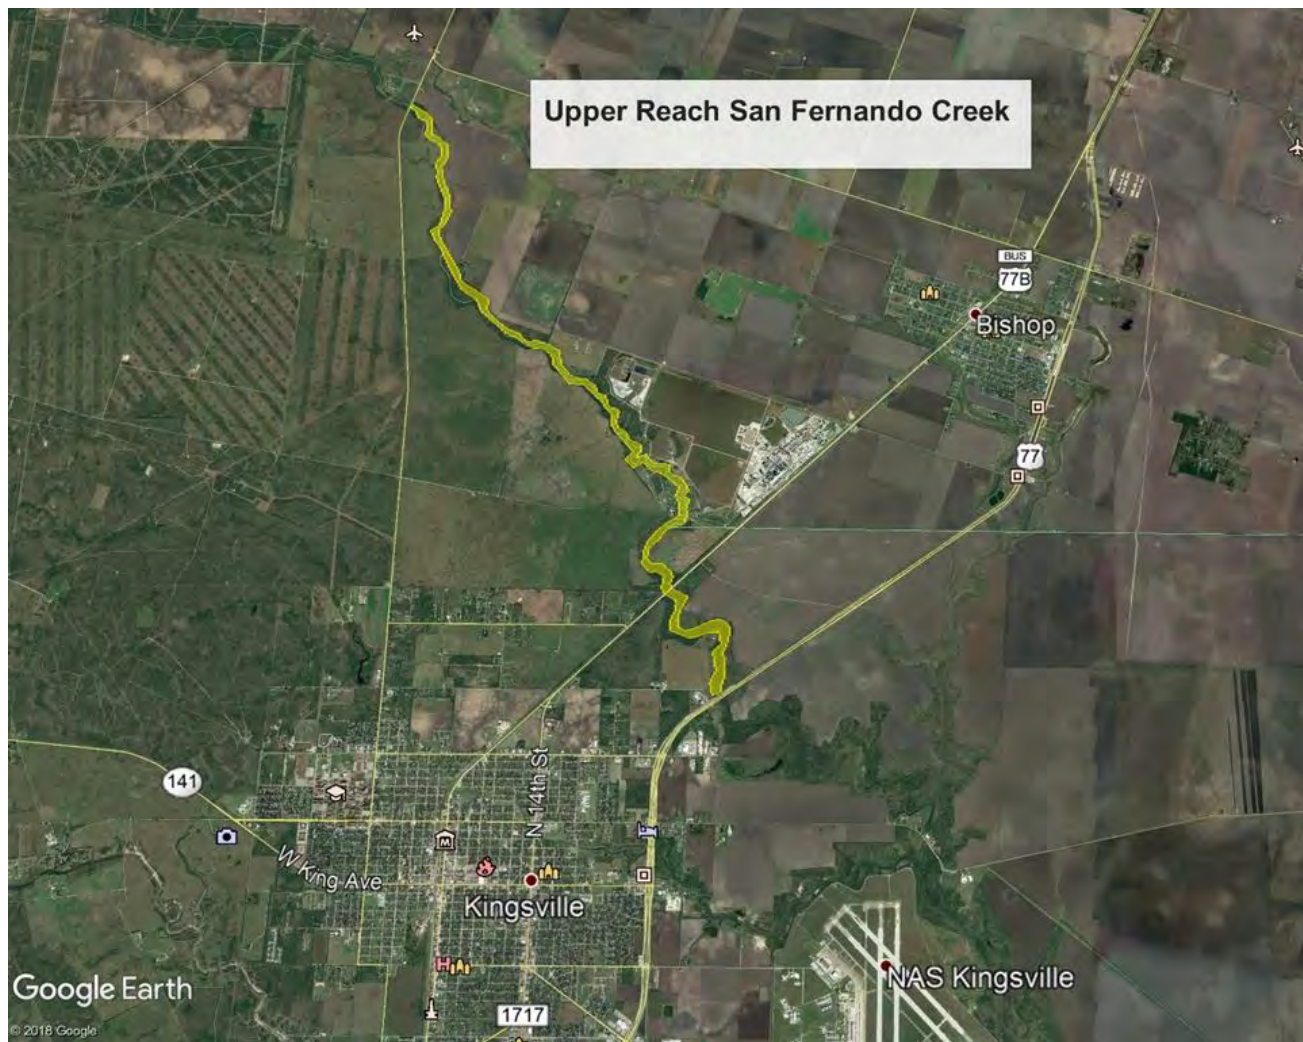 Upper Reach San Fernando Creek
BUS
77B
Bishop
77
141
N 14th St
W King Ave
Kingsville
NAS Kingsville
Google Earth
1717
© 2018 Google